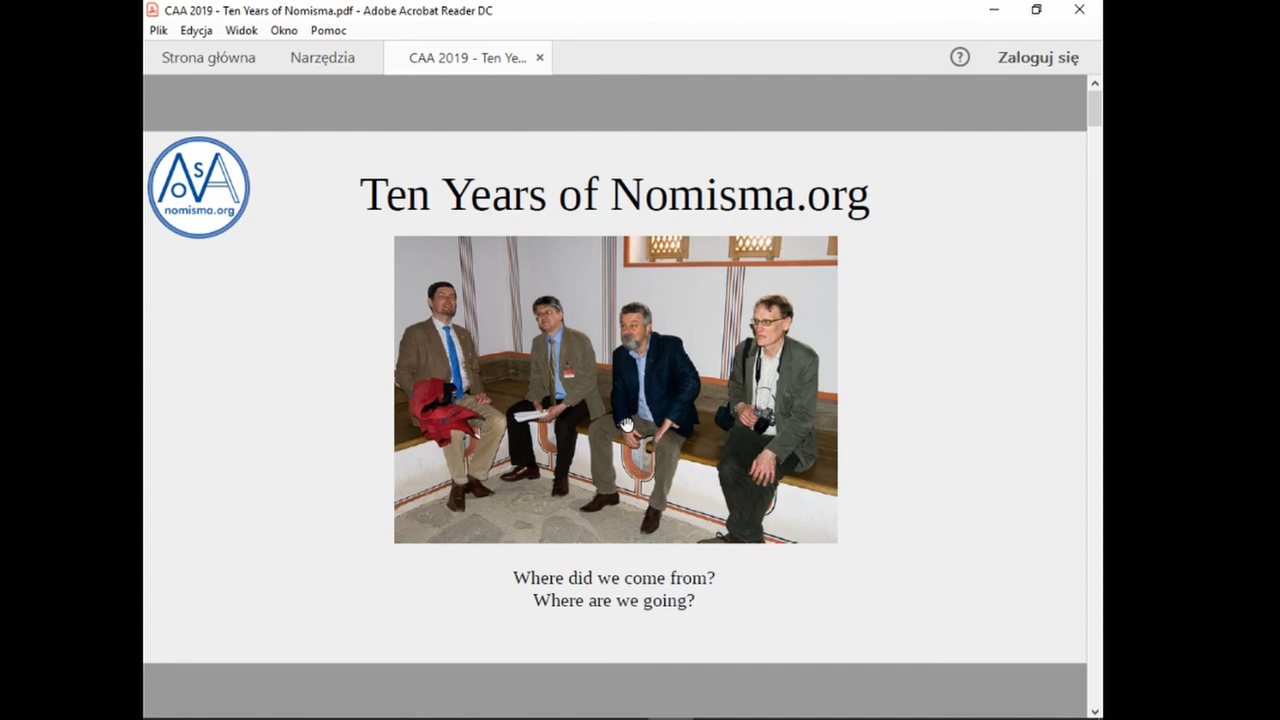 CAA 2019 - Ten Years of Nomisma.pdf - Adobe Acrobat Reader DC
Plik Edycja Widok Okno Pomoc
Strona główna Narzędzia CAA 2019 - Ten Ye... Zaloguj się
nomisma.org
Ten Years of Nomisma.org
Where did we come from?
Where are we going?